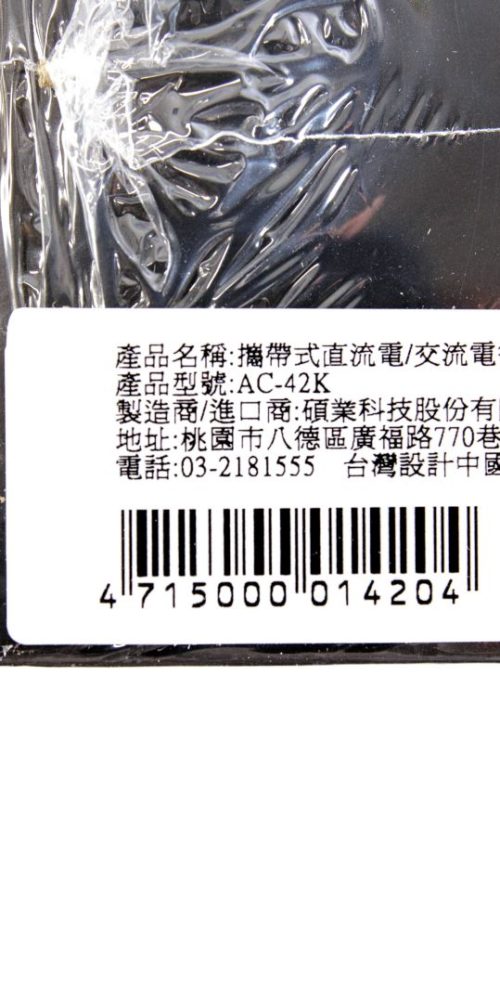 產品名稱:攜帶式直流電/交流電
產品型號:AC-42K
製造商/進口商:碩業科技股份有
地址:桃園市八德區廣福路770巷
電話:03-2181555 台灣設計中國
4 715000 014204